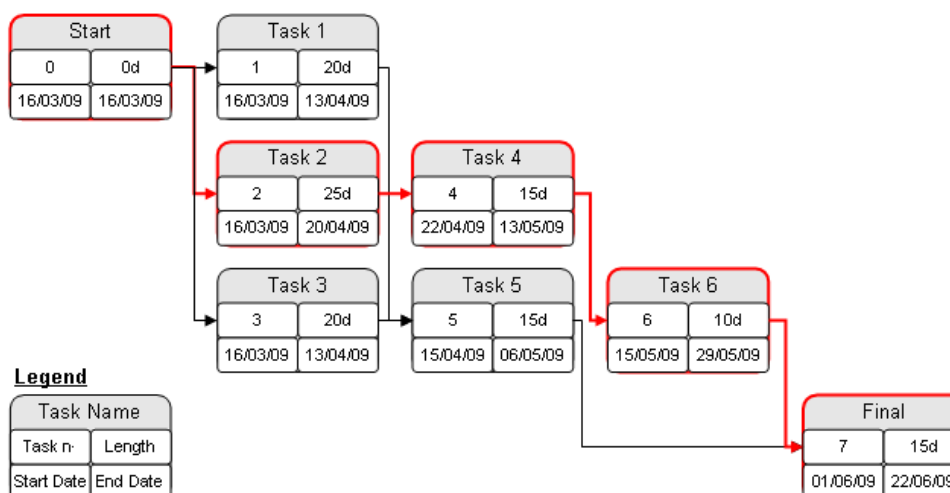 Start
0 0d
16/03/09 16/03/09
Task 1
1 20d
16/03/09 13/04/09
Task 2
2 25d
16/03/09 20/04/09
Task 4
4 15d
22/04/09 13/05/09
Task 3
3 20d
16/03/09 13/04/09
Task 5
5 15d
15/04/09 06/05/09
Task 6
6 10d
15/05/09 29/05/09
Legend
Task Name
Task n· Length
Start Date End Date
Final
7 15d
01/06/09 22/06/09